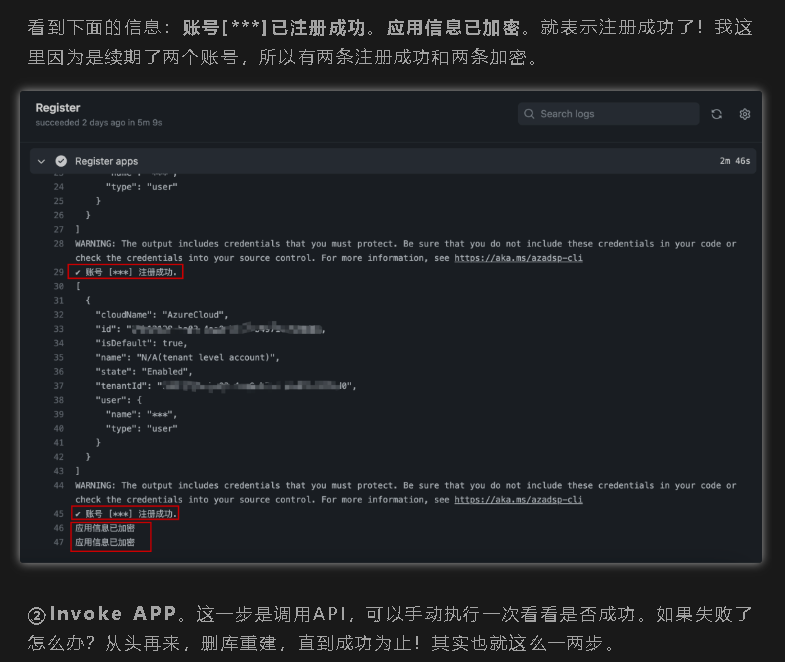 看到下面的信息：账号[***]已注册成功。应用信息已加密。就表示注册成功了！我这
里因为是续期了两个账号，所以有两条注册成功和两条加密。
Register
succeeded 2 days ago in 5m 9s
Search logs
Register apps
2m 46s
24 "type": "user"
25 }
26 }
27 ]
28 WARNING: The output includes credentials that you must protect. Be sure that you do not include these credentials in your code or
check the credentials into your source control. For more information, see https://aka.ms/azadsp-cli
29 ✔ 账号 [***] 注册成功.
30 [
31 {
32 "cloudName": "AzureCloud",
33 "id": "
34 "isDefault": true,
35 "name": "N/A(tenant level account)",
36 "state": "Enabled",
37 "tenantId": "
38 "user": {
39 "name": "***",
40 "type": "user"
41 }
42 }
43 ]
44 WARNING: The output includes credentials that you must protect. Be sure that you do not include these credentials in your code or
check the credentials into your source control. For more information, see https://aka.ms/azadsp-cli
45 ✔ 账号 [***] 注册成功.
46 应用信息已加密
47 应用信息已加密
②Invoke APP。这一步是调用API，可以手动执行一次看看是否成功。如果失败了
怎么办？从头再来，删库重建，直到成功为止！其实也就这么一两步。